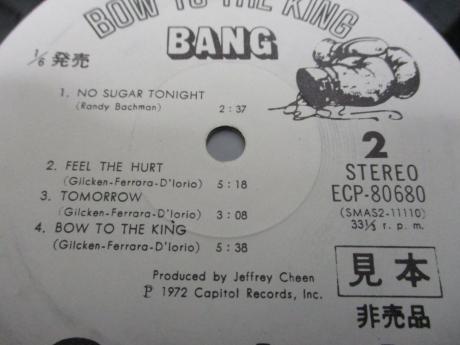 BOW TO THE KING
BANG
1/6 発売
1. NO SUGAR TONIGHT
(Randy Bachman) 2:37
2. FEEL THE HURT
(Gilcken-Ferrara-D'Iorio) 5:18
3. TOMORROW
(Gilcken-Ferrara-D'Iorio) 3:08
4. BOW TO THE KING
(Gilcken-Ferrara-D'Iorio) 5:38
2
STEREO
ECP-80680
(SMAS2-11110)
33⅓ r.p.m.
Produced by Jeffrey Cheen
℗ 1972 Capitol Records, Inc.
見本
非売品